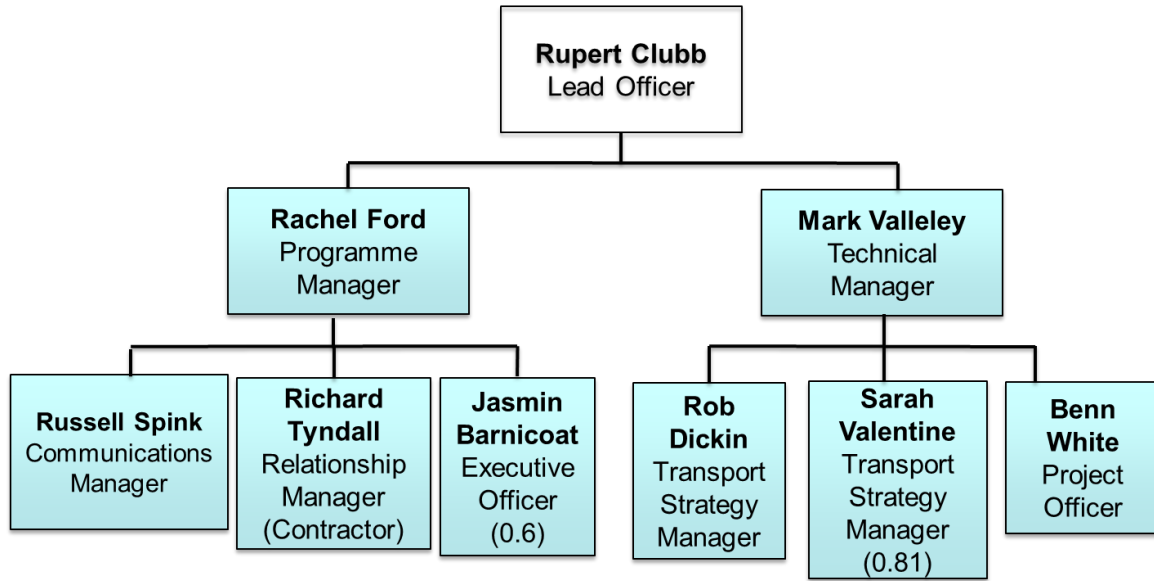 Rupert Clubb
Lead Officer
Rachel Ford
Programme
Manager
Mark Valleley
Technical
Manager
Russell Spink
Communications
Manager
Richard
Tyndall
Relationship
Manager
(Contractor)
Jasmin
Barnicoat
Executive
Officer
(0.6)
Rob
Dickin
Transport
Strategy
Manager
Sarah
Valentine
Transport
Strategy
Manager
(0.81)
Benn
White
Project
Officer